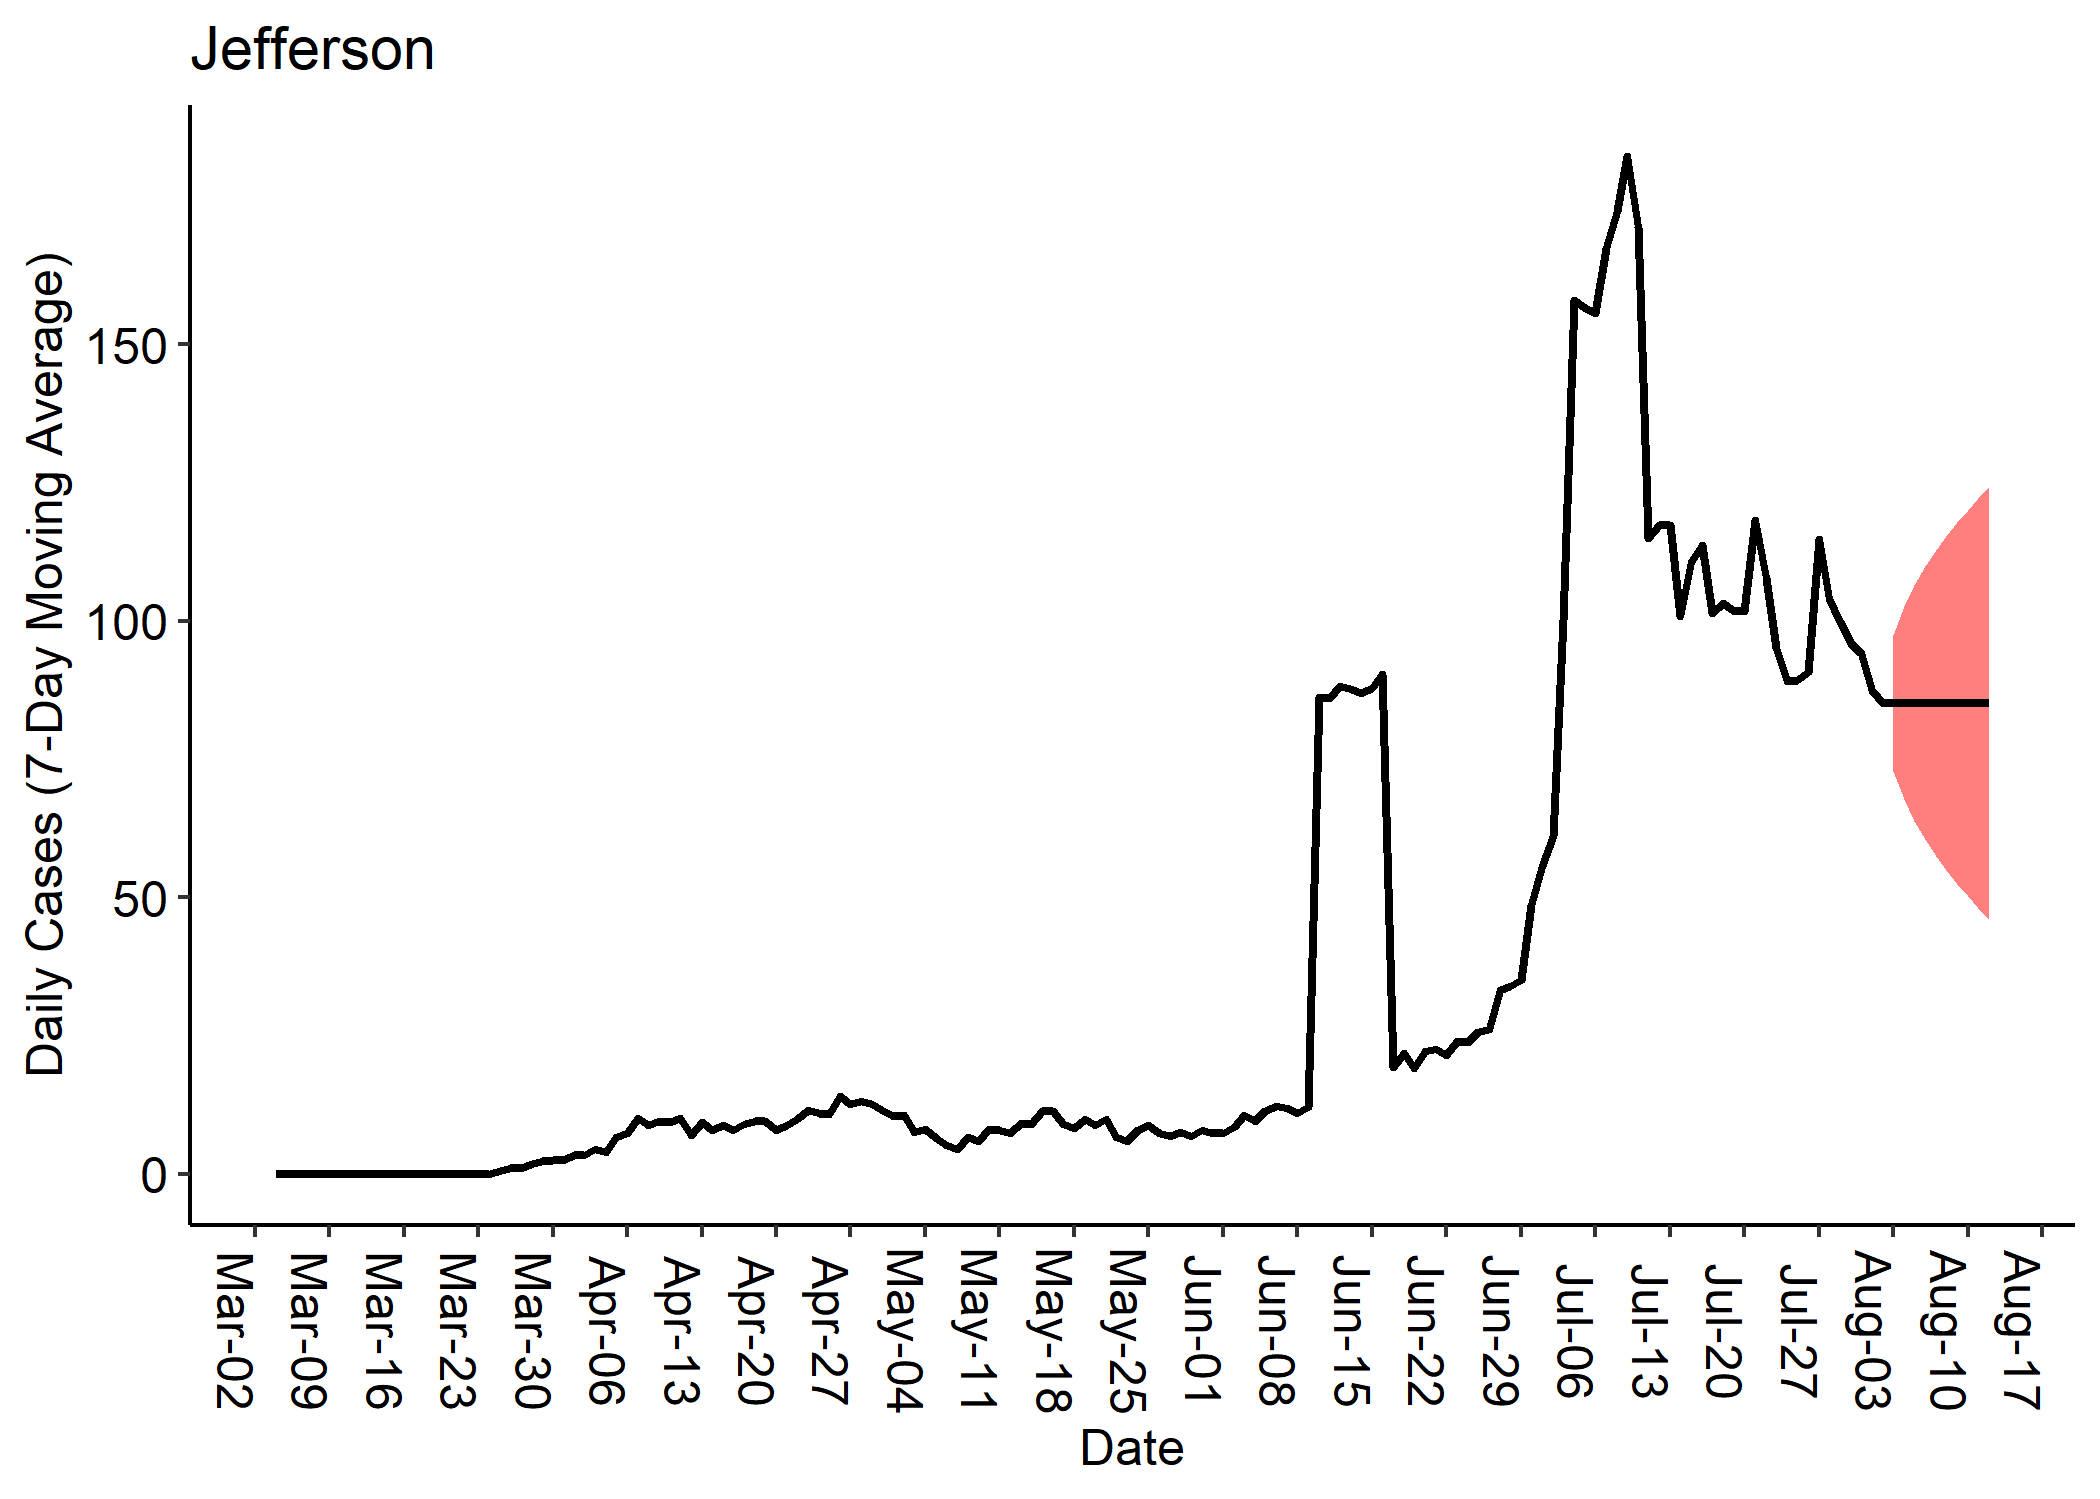 Jefferson
Daily Cases (7-Day Moving Average)
150
100
50
0
Mar-02
Mar-09
Mar-16
Mar-23
Mar-30
Apr-06
Apr-13
Apr-20
Apr-27
May-04
May-11
May-18
May-25
Jun-01
Jun-08
Jun-15
Jun-22
Jun-29
Jul-06
Jul-13
Jul-20
Jul-27
Aug-03
Aug-10
Aug-17
Date